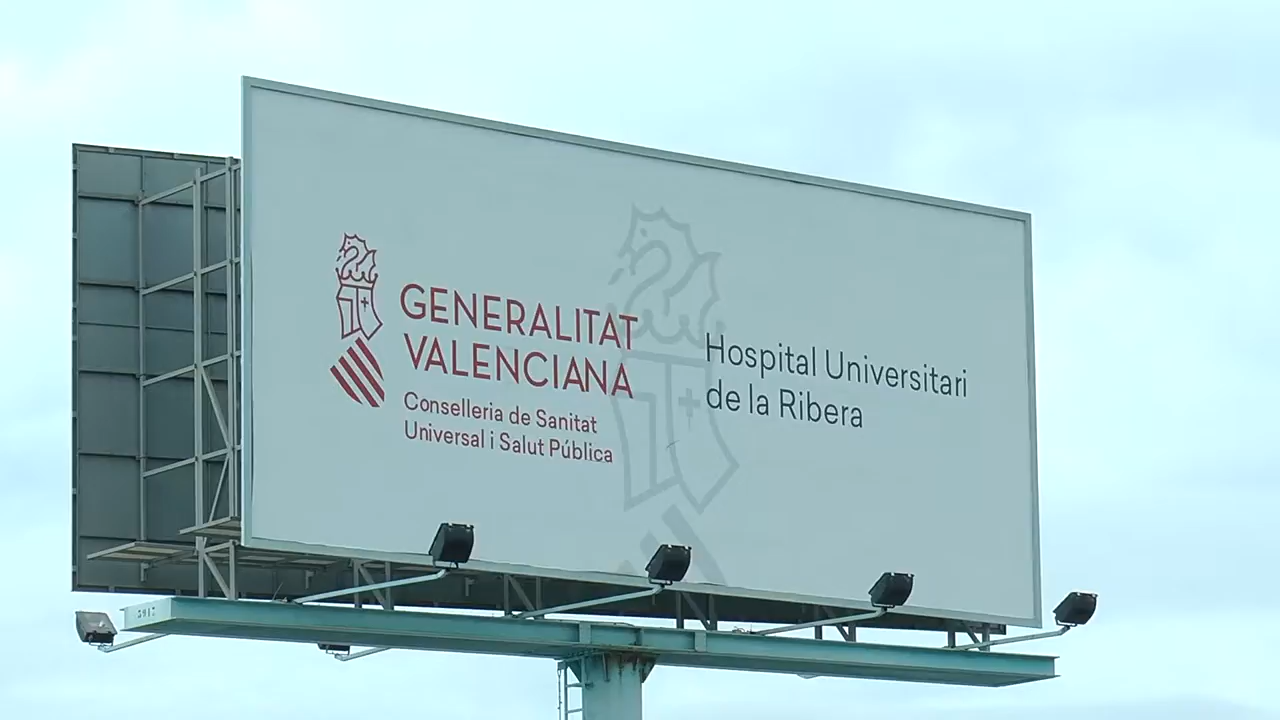 GENERALITAT
VALENCIANA
Conselleria de Sanitat
Universal i Salut Pública
Hospital Universitari
de la Ribera